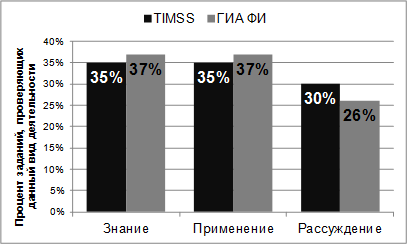 TIMSS ГИА ФИ
Процент заданий, проверяющих
данный вид деятельности
40%
35%
30%
25%
20%
15%
10%
5%
0%
35% 37% 35% 37% 30% 26%
Знание Применение Рассуждение